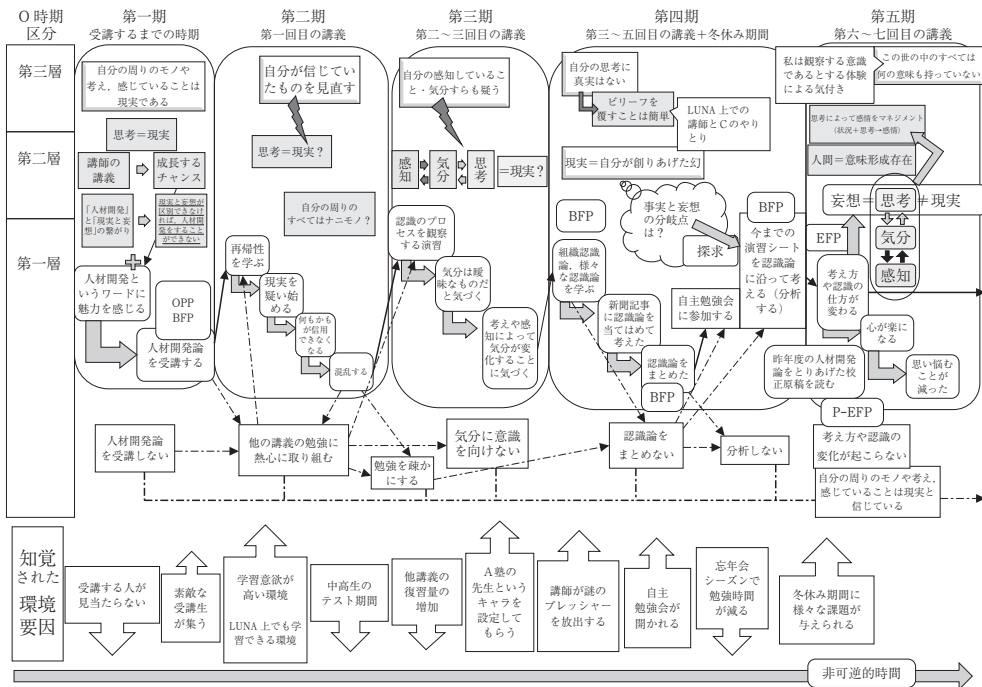 O 時期
区分
第一期
受講するまでの時期
第二期
第一回目の講義
第三期
第二~三回目の講義
第四期
第三~五回目の講義+冬休み期間
第五期
第六~七回目の講義
第三層
自分の周りのモノや
考え，感じていることは
現実である
自分が信じてい
たものを見直す
自分の感知しているこ
と・気分すらも疑う
自分の思考に
真実はない
ビリーフを
覆すことは簡単
LUNA 上での
講師とCのやり
とり
私は観察する意識
であるとする体験
による気付き
この世の中のすべては
何の意味も持っていない
第二層
思考=現実
講師の
講義
成長する
チャンス
「人材開発」
と「現実と妄
想」の繋がり
現実と妄想が
区別できなけ
れば，人材開
発をすること
ができない
思考=現実？
自分の周りの
すべてはナニモノ？
感
知
気
分
思
考
=現実？
現実=自分が創りあげた幻
事実と妄想
の分岐点
は？
探求
思考によって感情をマネジメント
(状況+思考→感情)
人間=意味形成存在
妄想=思考≠現実
気分
感知
第一層
人材開発と
いうワードに
魅力を感じる
OPP
BFP
人材開発論
を受講する
再帰性
を学ぶ
現実を
疑い始
める
何もかも
が信用
できなく
なる
混乱する
認識のプロ
セスを観察
する演習
気分は曖
昧なものだ
と気づく
考えや感
知によって
気分が変
化すること
に気づく
BFP
組織認識
論，様々
な認識論
を学ぶ
新聞記事
に認識論を
当てはめて
考えた
認識論を
まとめた
BFP
自主勉強会
に参加する
BFP
今までの
演習シート
を認識論
に沿って考
える（分析
する）
EFP
考え方
や認識の
仕方が
変わる
心が楽に
なる
思い悩む
ことが
減った
昨年度の人材開発
論をとりあげた校
正原稿を読む
人材開発論
を受講しない
他の講義の勉強に
熱心に取り組む
勉強を疎か
にする
気分に意識
を向けない
認識論を
まとめない
分析しない
P-EFP
考え方や認識の
変化が起こらない
自分の周りのモノや考え，
感じていることは現実と
信じている
知覚
された
環境
要因
受講する人が
見当たらない
素敵な
受講生
が集う
学習意欲が
高い環境
LUNA 上でも学
習できる環境
中高生の
テスト期間
他講義の
復習量の
増加
A塾の
先生という
キャラを
設定して
もらう
講師が謎の
プレッシャー
を放出する
自主
勉強会が
開かれる
忘年会
シーズンで
勉強時間
が減る
冬休み期間に
様々な課題が
与えられる
非可逆的時間